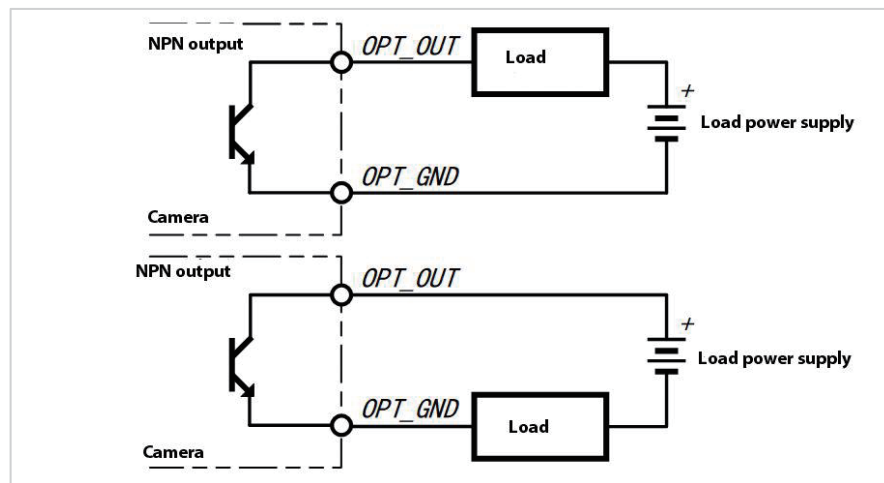 NPN output
OPT_OUT
Load
+
Load power supply
OPT_GND
Camera
NPN output
OPT_OUT
+
Load power supply
OPT_GND
Load
Camera